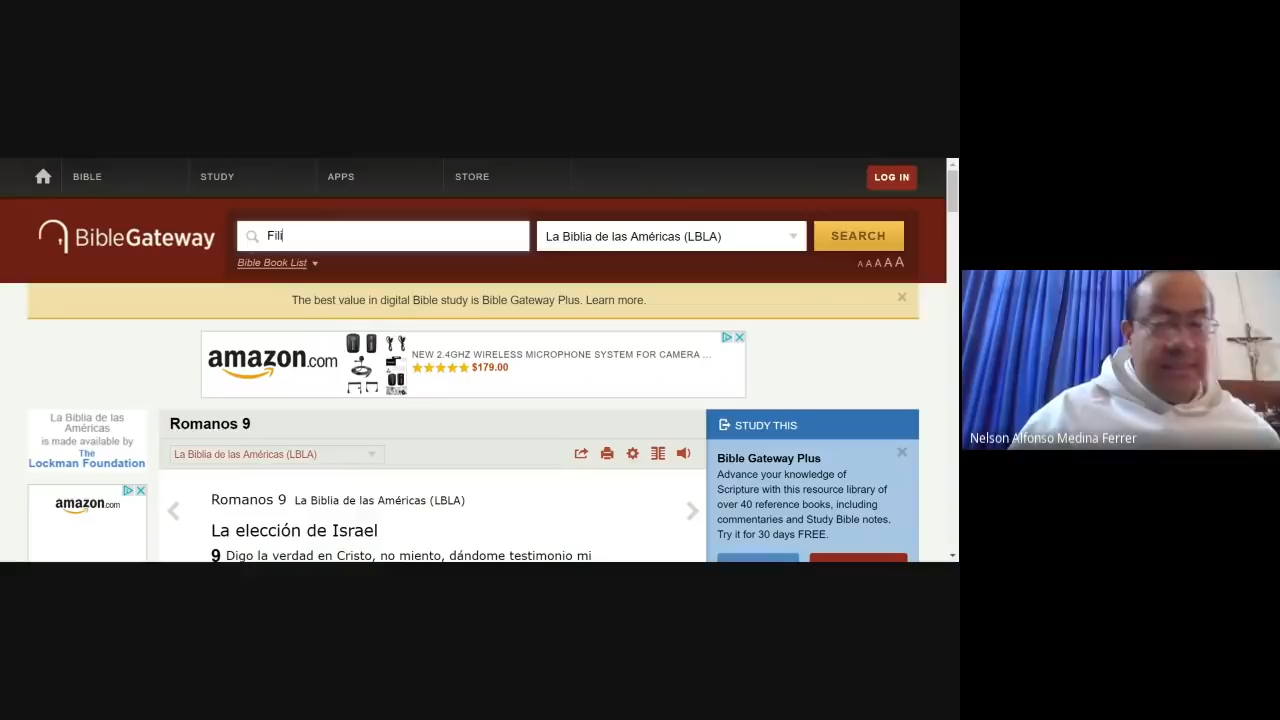 BIBLE STUDY APPS STORE LOG IN
BibleGateway
Fili
La Biblia de las Américas (LBLA)
SEARCH
Bible Book List
A A A A A
The best value in digital Bible study is Bible Gateway Plus. Learn more.
amazon.com
NEW 2.4GHZ WIRELESS MICROPHONE SYSTEM FOR CAMERA ...
$179.00
La Biblia de las
Américas
is made available by
The
Lockman Foundation
amazon.com
Romanos 9
La Biblia de las Américas (LBLA)
Romanos 9 La Biblia de las Américas (LBLA)
La elección de Israel
9 Digo la verdad en Cristo, no miento, dándome testimonio mi
STUDY THIS
Bible Gateway Plus
Advance your knowledge of
Scripture with this resource library of
over 40 reference books, including
commentaries and Study Bible notes.
Try it for 30 days FREE.
Nelson Alfonso Medina Ferrer